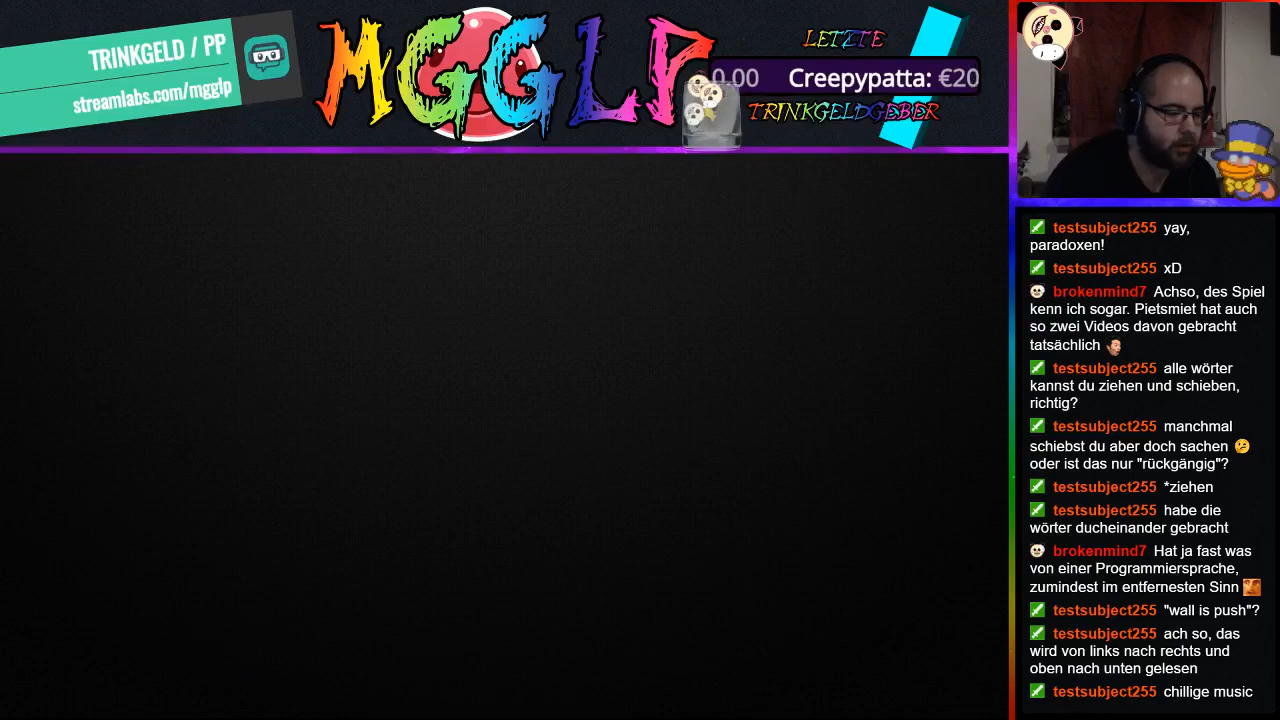 TRINKGELD / PP
streamlabs.com/mgglp
MGGLP
LETZTE
0.00 Creepypatta: €20
TRINKGELDGEBER
testsubject255 yay,
paradoxen!
testsubject255 xD
brokenmind7 Achso, des Spiel
kenn ich sogar. Pietsmiet hat auch
so zwei Videos davon gebracht
tatsächlich
testsubject255 alle wörter
kannst du ziehen und schieben,
richtig?
testsubject255 manchmal
schiebst du aber doch sachen 🤔
oder ist das nur "rückgängig"?
testsubject255 *ziehen
testsubject255 habe die
wörter ducheinander gebracht
brokenmind7 Hat ja fast was
von einer Programmiersprache,
zumindest im entfernesten Sinn
testsubject255 "wall is push"?
testsubject255 ach so, das
wird von links nach rechts und
oben nach unten gelesen
testsubject255 chillige music